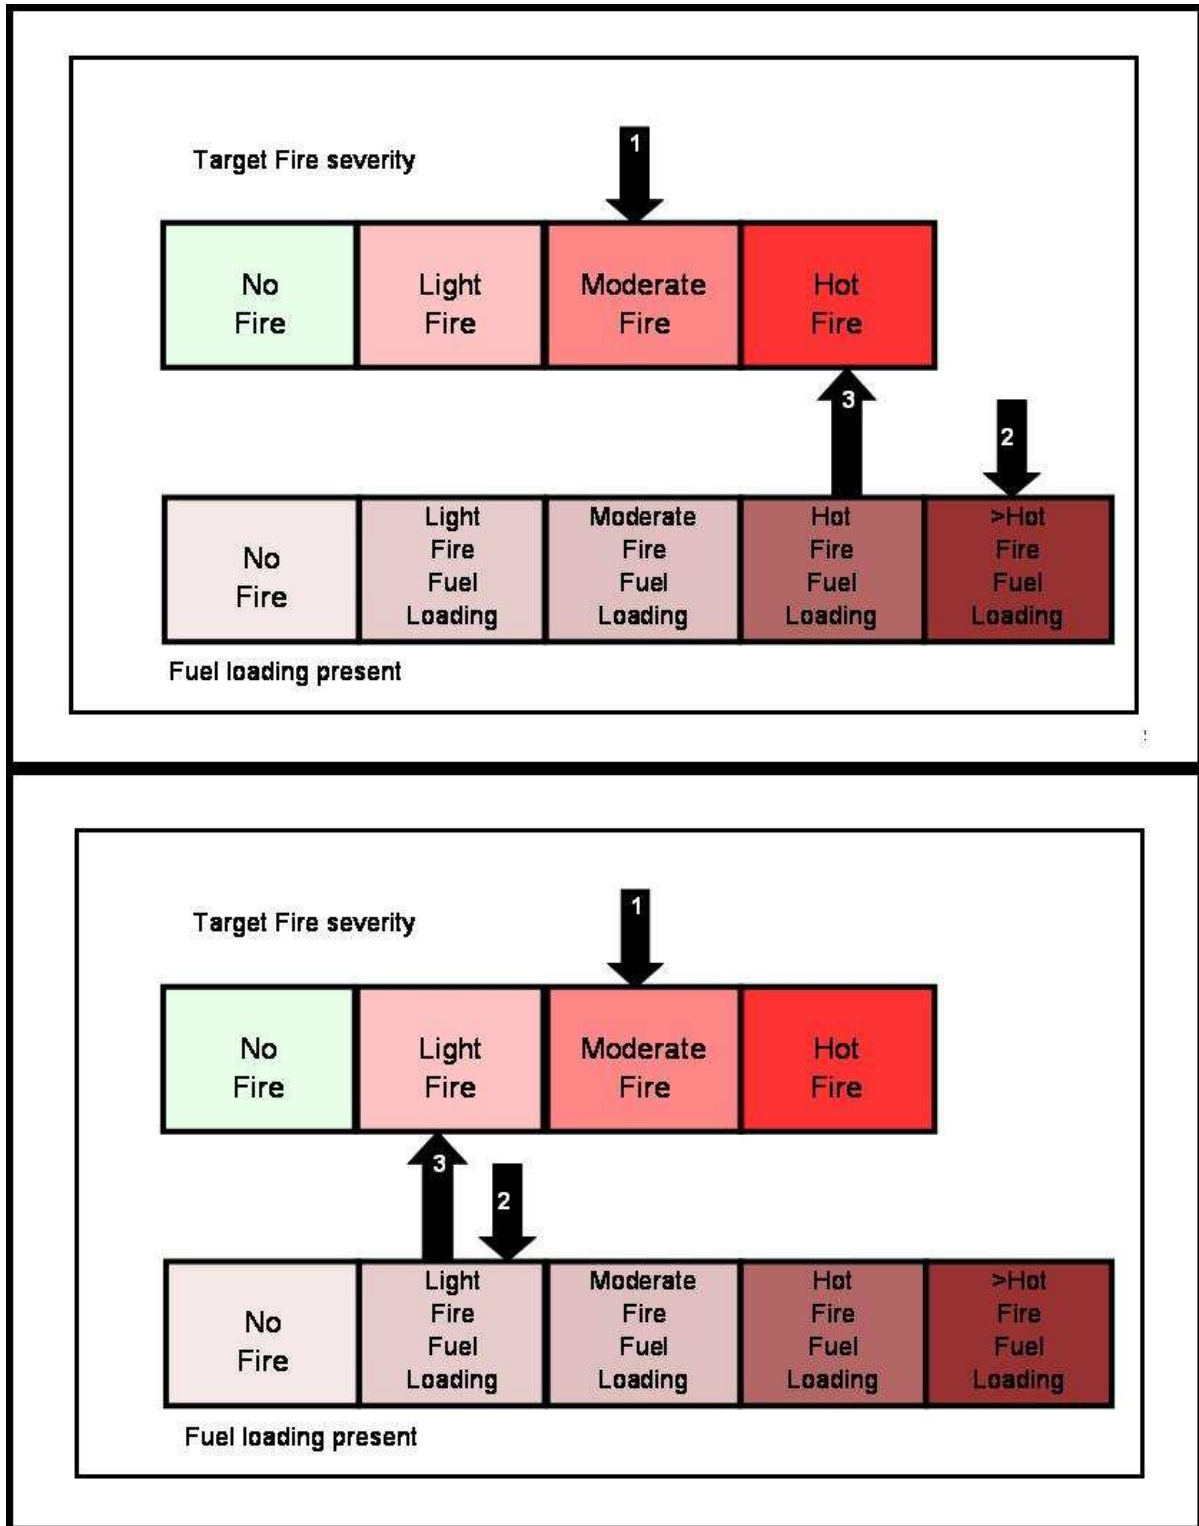 1
Target Fire severity
No
Fire
Light
Fire
Moderate
Fire
Hot
Fire
3
2
No
Fire
Light
Fire
Fuel
Loading
Moderate
Fire
Fuel
Loading
Hot
Fire
Fuel
Loading
>Hot
Fire
Fuel
Loading
Fuel loading present
1
Target Fire severity
No
Fire
Light
Fire
Moderate
Fire
Hot
Fire
3
2
No
Fire
Light
Fire
Fuel
Loading
Moderate
Fire
Fuel
Loading
Hot
Fire
Fuel
Loading
>Hot
Fire
Fuel
Loading
Fuel loading present